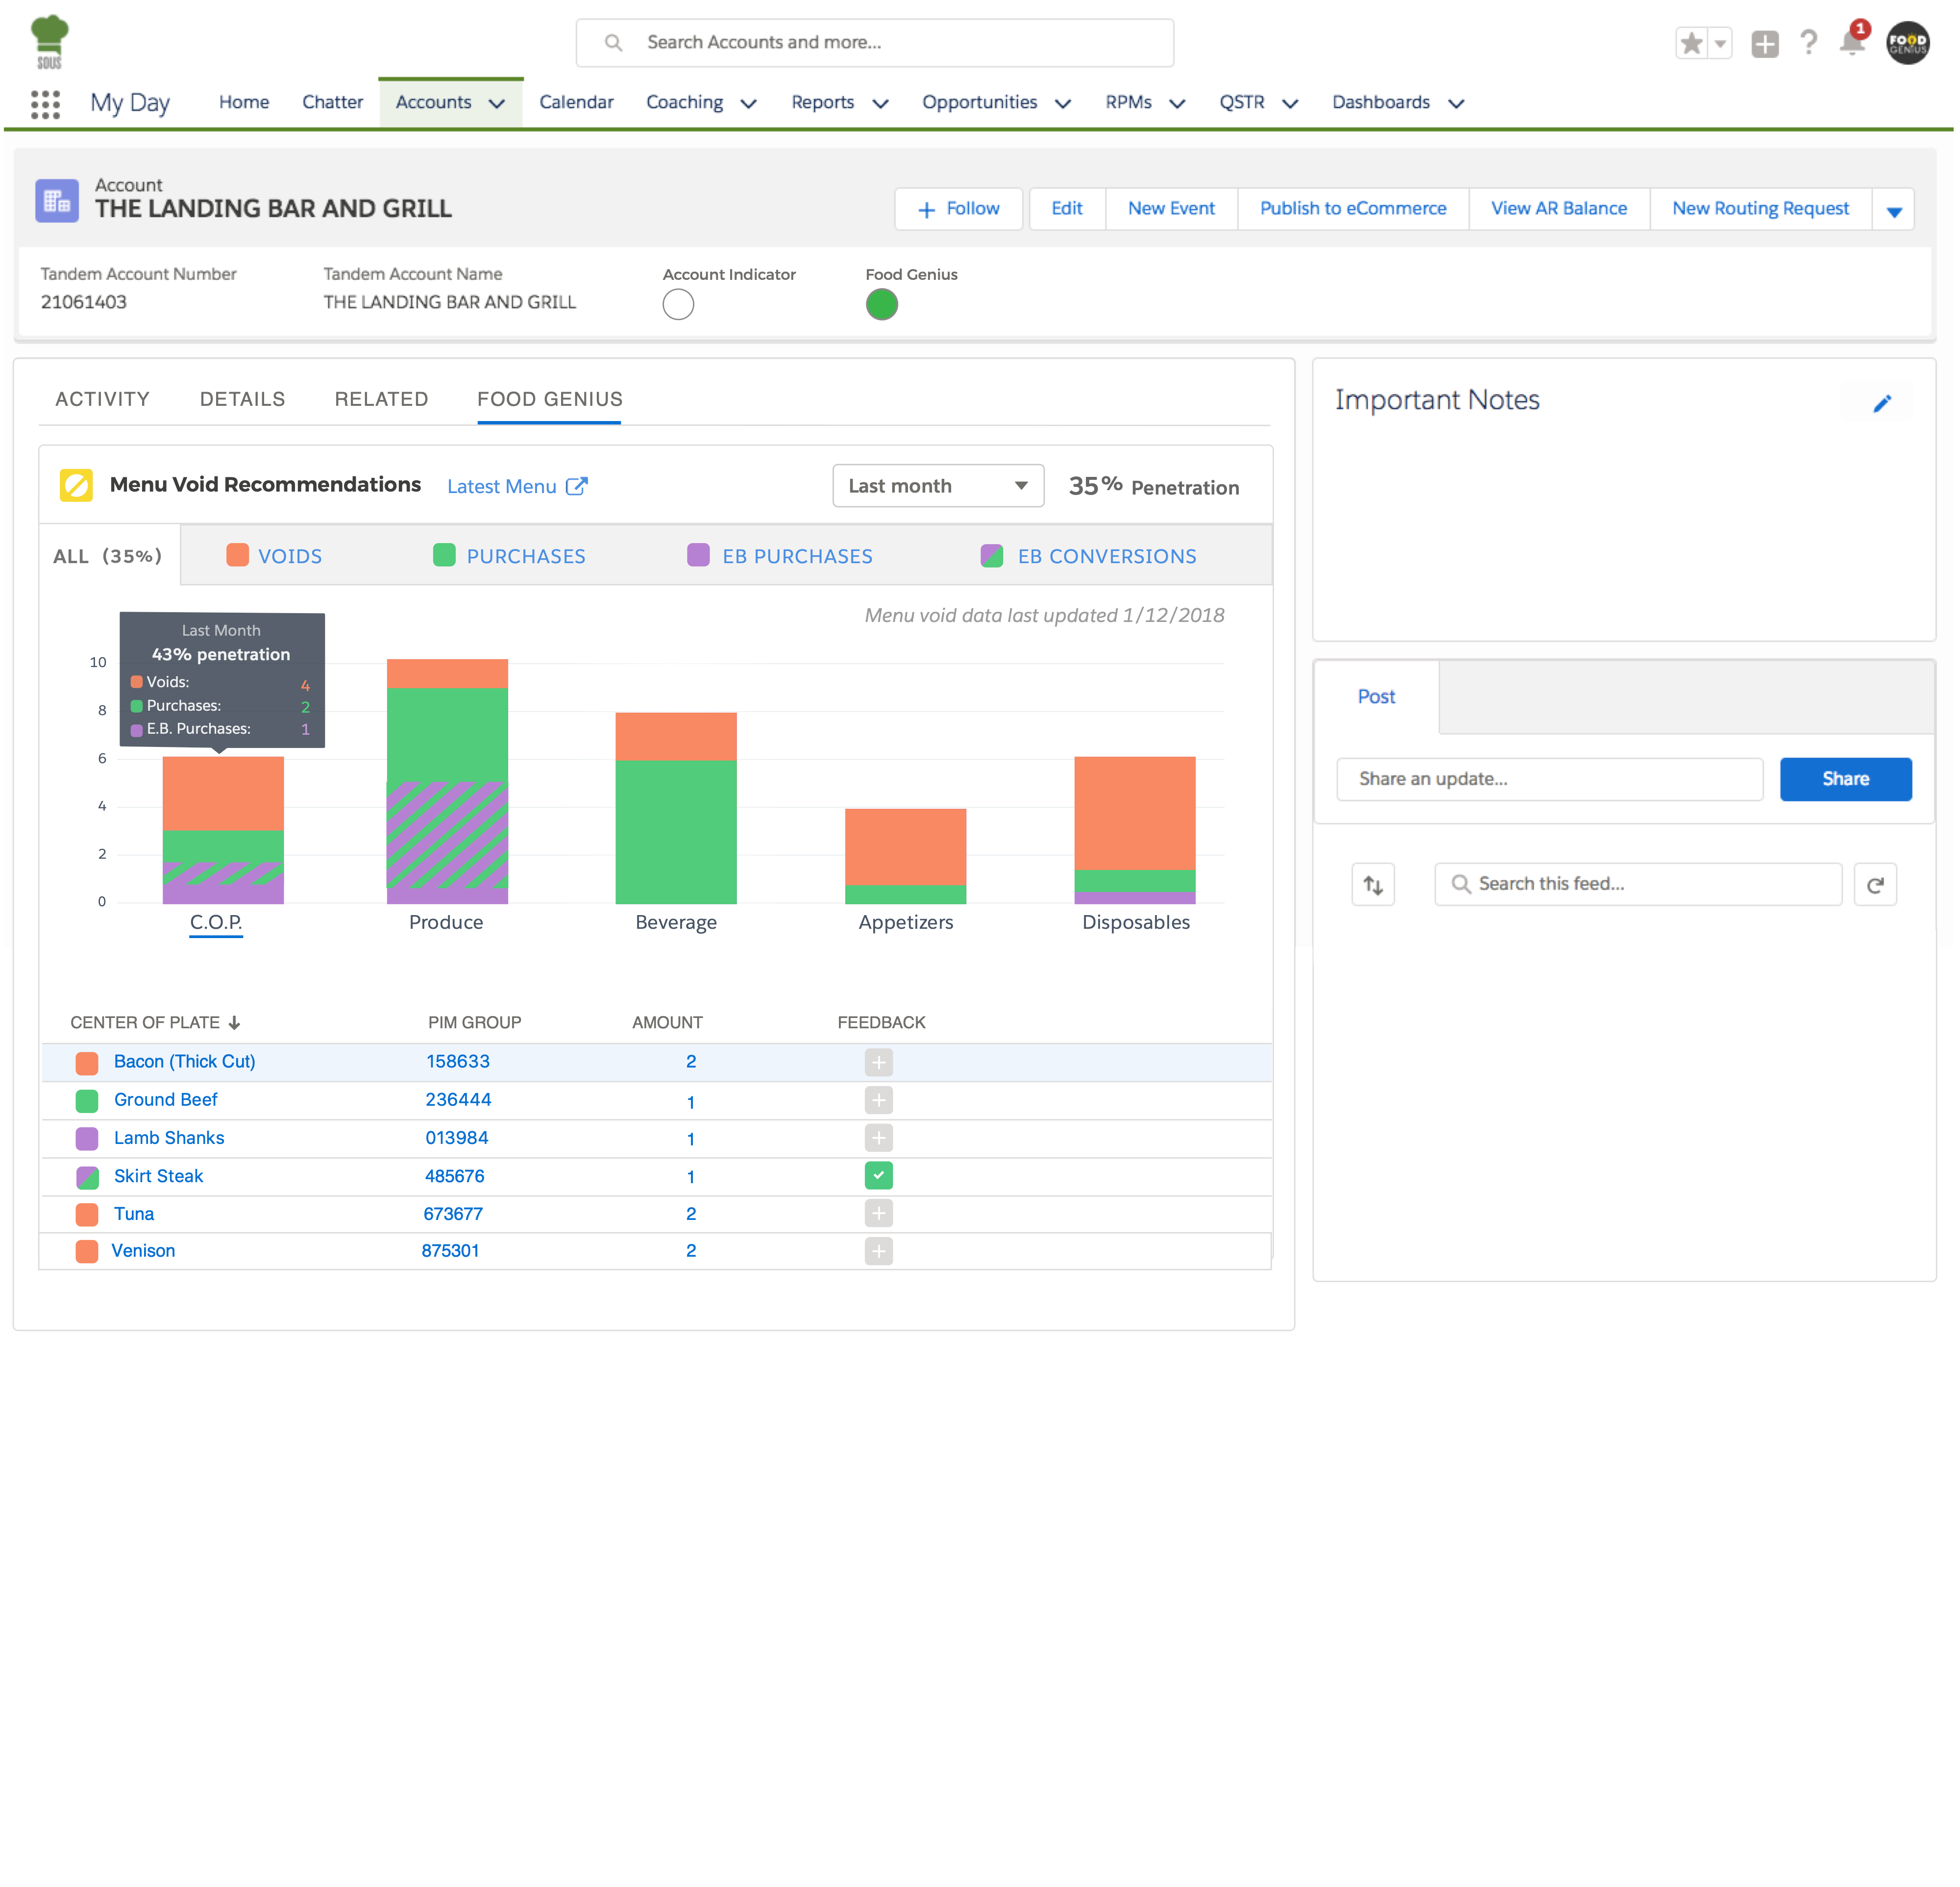 SOUS
Search Accounts and more...
1
FOOD
GENIUS
My Day Home Chatter Accounts Calendar Coaching Reports Opportunities RPMs QSTR Dashboards
Account
THE LANDING BAR AND GRILL
Follow Edit New Event Publish to eCommerce View AR Balance New Routing Request
Tandem Account Number Tandem Account Name Account Indicator Food Genius
21061403 THE LANDING BAR AND GRILL
ACTIVITY DETAILS RELATED FOOD GENIUS
Menu Void Recommendations Latest Menu Last month 35% Penetration
ALL (35%) VOIDS PURCHASES EB PURCHASES EB CONVERSIONS
Menu void data last updated 1/12/2018
Last Month
43% penetration
Voids: 4
Purchases: 2
E.B. Purchases: 1
10
8
6
4
2
0
C.O.P. Produce Beverage Appetizers Disposables
CENTER OF PLATE PIM GROUP AMOUNT FEEDBACK
Bacon (Thick Cut) 158633 2
Ground Beef 236444 1
Lamb Shanks 013984 1
Skirt Steak 485676 1
Tuna 673677 2
Venison 875301 2
Important Notes
Post
Share an update... Share
Search this feed...